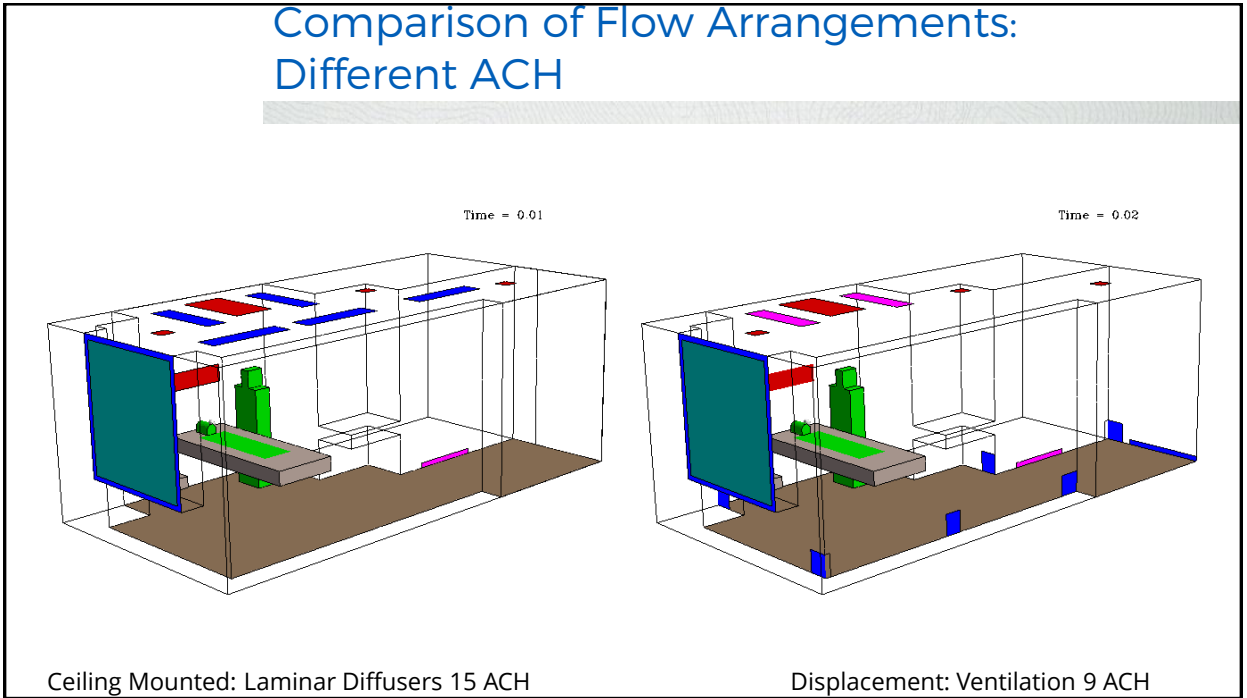 Comparison of Flow Arrangements:
Different ACH
Time = 0.01
Time = 0.02
Ceiling Mounted: Laminar Diffusers 15 ACH
Displacement: Ventilation 9 ACH